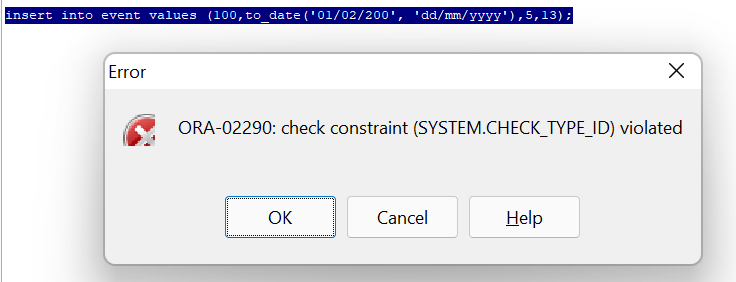 insert into event values (100,to_date('01/02/200', 'dd/mm/yyyy'),5,13);
Error
ORA-02290: check constraint (SYSTEM.CHECK_TYPE_ID) violated
OK
Cancel
Help